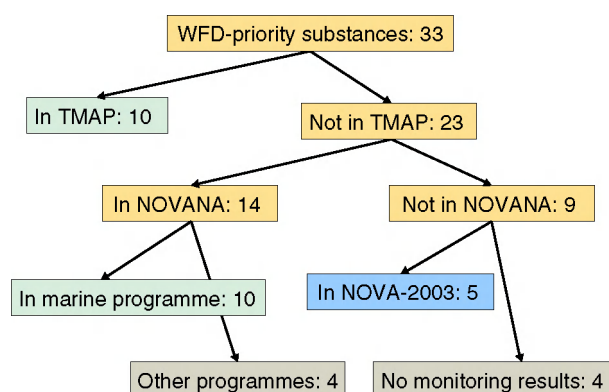 WFD-priority substances: 33
In TMAP: 10
Not in TMAP: 23
In NOVANA: 14
Not in NOVANA: 9
In marine programme: 10
In NOVA-2003: 5
Other programmes: 4
No monitoring results: 4